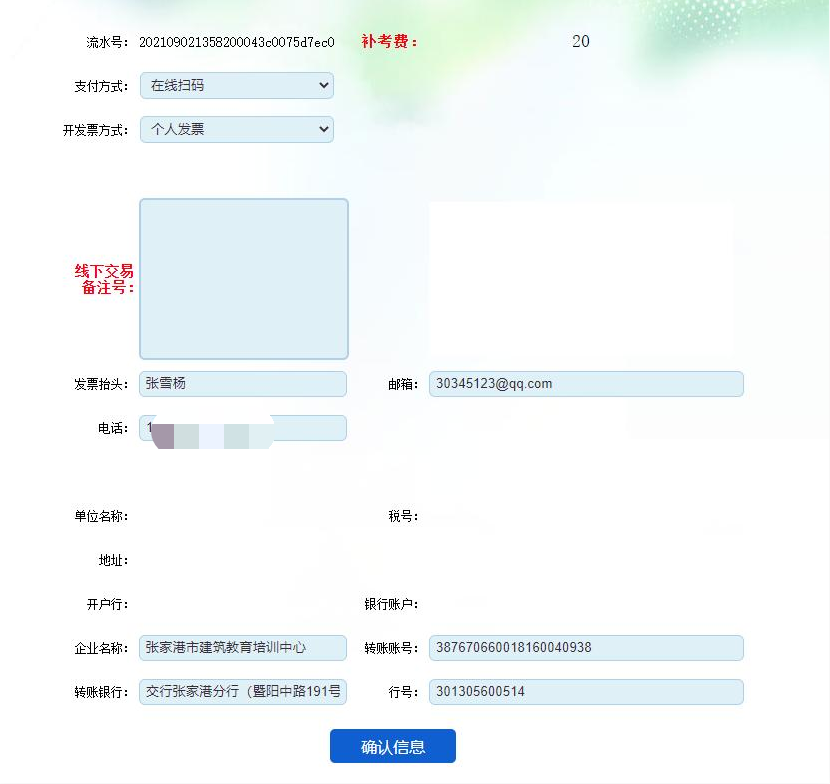 流水号: 202109021358200043c0075d7ec0 补考费: 20
支付方式: 在线扫码
开发票方式: 个人发票
线下交易
备注号:
发票抬头: 张雪杨 邮箱: 30345123@qq.com
电话: 1
单位名称: 税号:
地址:
开户行: 银行账户:
企业名称: 张家港市建筑教育培训中心 转账账号: 387670660018160040938
转账银行: 交行张家港分行（暨阳中路191号 行号: 301305600514
确认信息